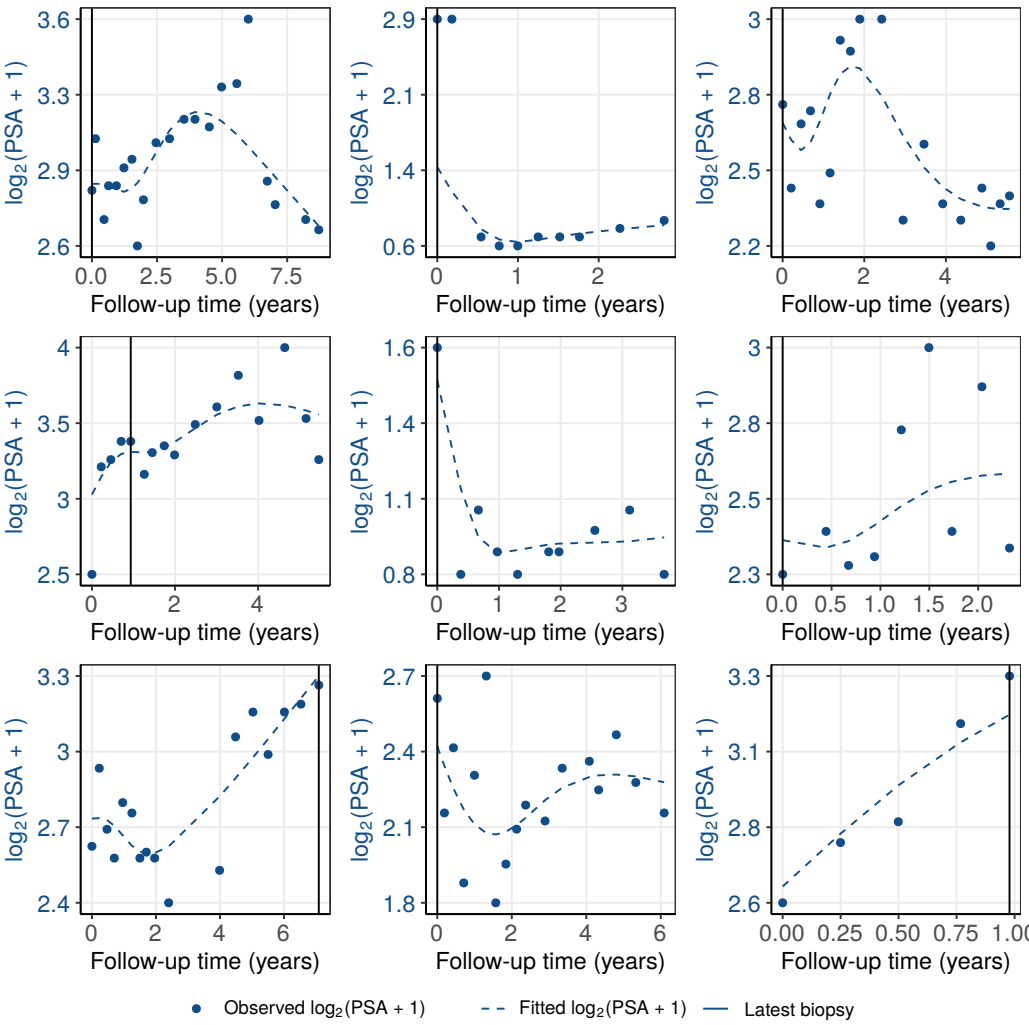 3.6
3.3
2.9
2.6
log₂(PSA + 1)
0.0 2.5 5.0 7.5
Follow-up time (years)
2.9
2.1
1.4
0.6
log₂(PSA + 1)
0 1 2
Follow-up time (years)
3
2.8
2.5
2.2
log₂(PSA + 1)
0 2 4
Follow-up time (years)
4
3.5
3
2.5
log₂(PSA + 1)
0 2 4
Follow-up time (years)
1.6
1.4
1.1
0.8
log₂(PSA + 1)
0 1 2 3
Follow-up time (years)
3
2.8
2.5
2.3
log₂(PSA + 1)
0.0 0.5 1.0 1.5 2.0
Follow-up time (years)
3.3
3
2.7
2.4
log₂(PSA + 1)
0 2 4 6
Follow-up time (years)
2.7
2.4
2.1
1.8
log₂(PSA + 1)
0 2 4 6
Follow-up time (years)
3.3
3.1
2.8
2.6
log₂(PSA + 1)
0.00 0.25 0.50 0.75 1.00
Follow-up time (years)
Observed log₂(PSA + 1) Fitted log₂(PSA + 1) Latest biopsy